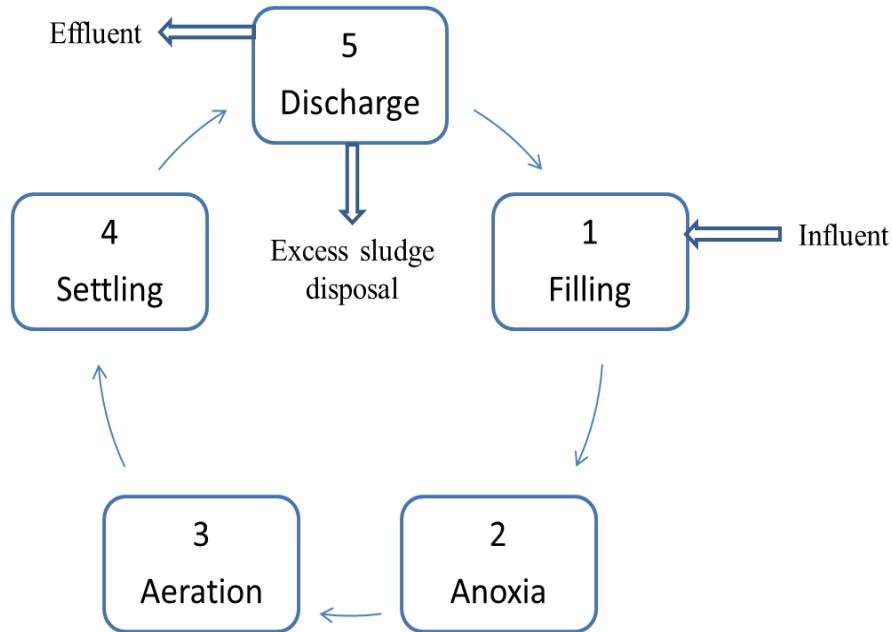 Effluent
5
Discharge
4
Settling
Excess sludge
disposal
1
Filling
Influent
3
Aeration
2
Anoxia